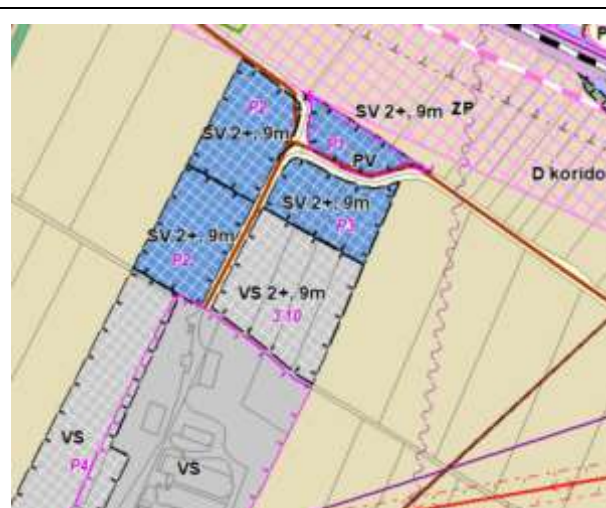 P
P2
SV 2+, 9m
SV 2+, 9m
ZP
P1
PV
D korido
SV 2+, 9m
P3
SV 2+, 9m
P2
VS 2+, 9m
3.10
VS
P4
VS